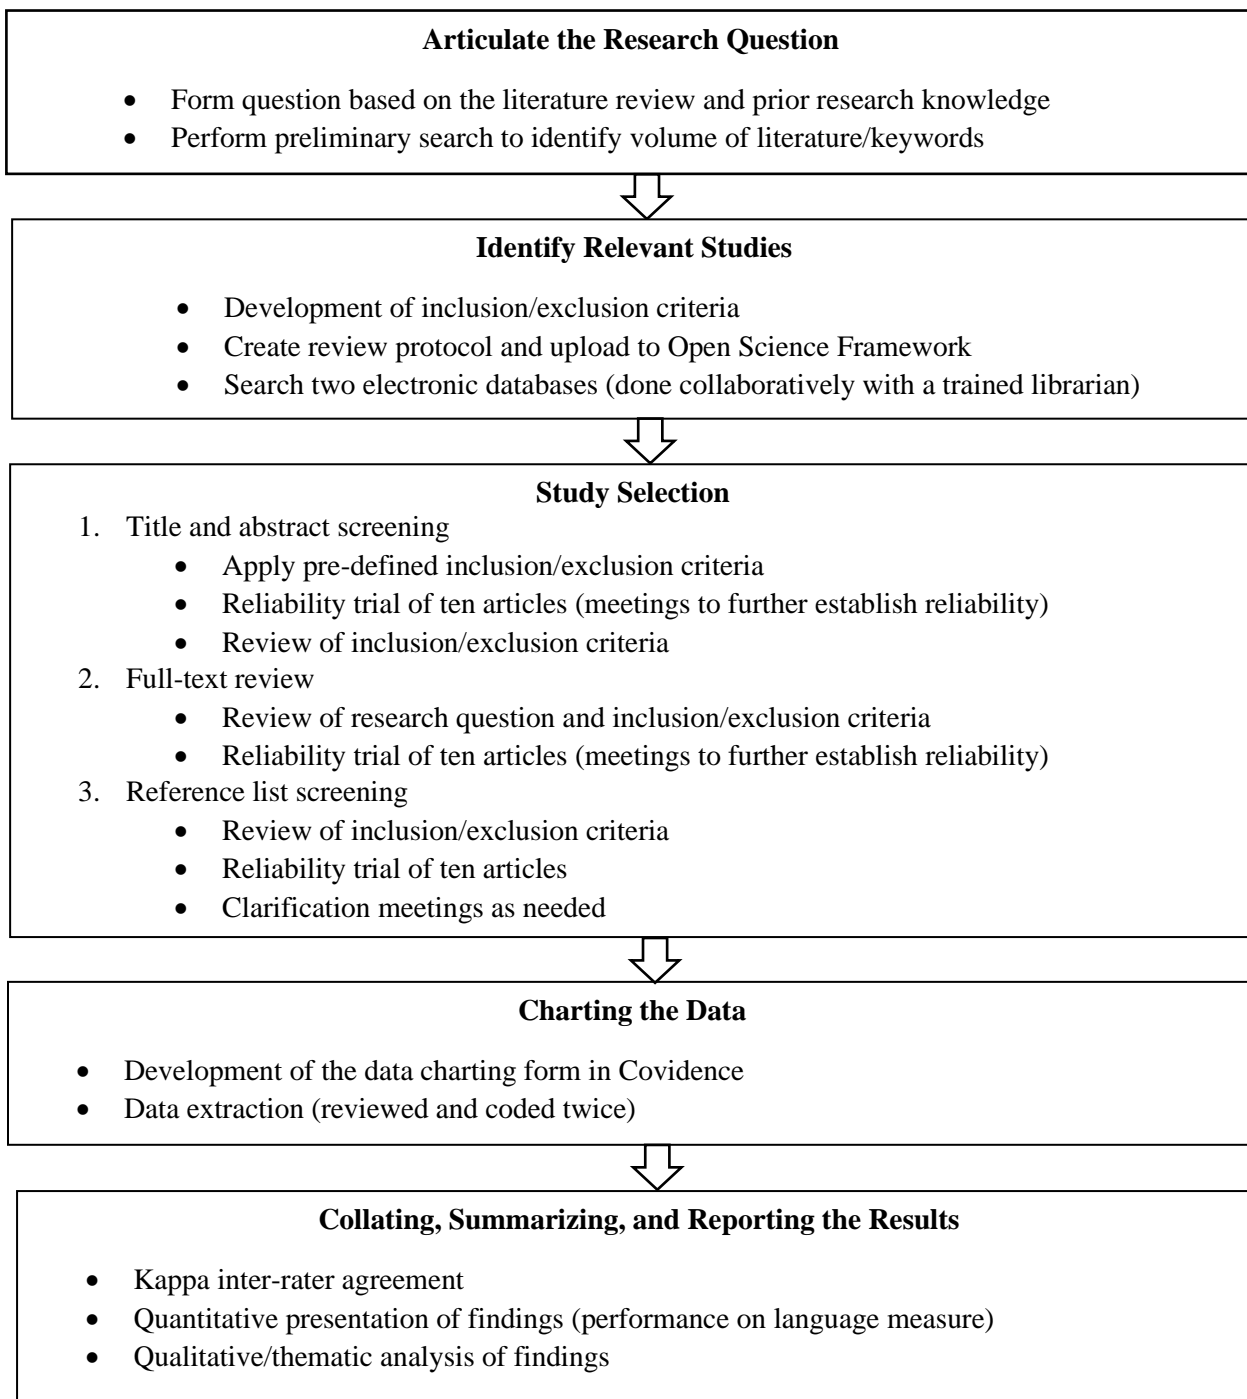 Articulate the Research Question
• Form question based on the literature review and prior research knowledge
• Perform preliminary search to identify volume of literature/keywords
Identify Relevant Studies
• Development of inclusion/exclusion criteria
• Create review protocol and upload to Open Science Framework
• Search two electronic databases (done collaboratively with a trained librarian)
Study Selection
1. Title and abstract screening
• Apply pre-defined inclusion/exclusion criteria
• Reliability trial of ten articles (meetings to further establish reliability)
• Review of inclusion/exclusion criteria
2. Full-text review
• Review of research question and inclusion/exclusion criteria
• Reliability trial of ten articles (meetings to further establish reliability)
3. Reference list screening
• Review of inclusion/exclusion criteria
• Reliability trial of ten articles
• Clarification meetings as needed
Charting the Data
• Development of the data charting form in Covidence
• Data extraction (reviewed and coded twice)
Collating, Summarizing, and Reporting the Results
• Kappa inter-rater agreement
• Quantitative presentation of findings (performance on language measure)
• Qualitative/thematic analysis of findings